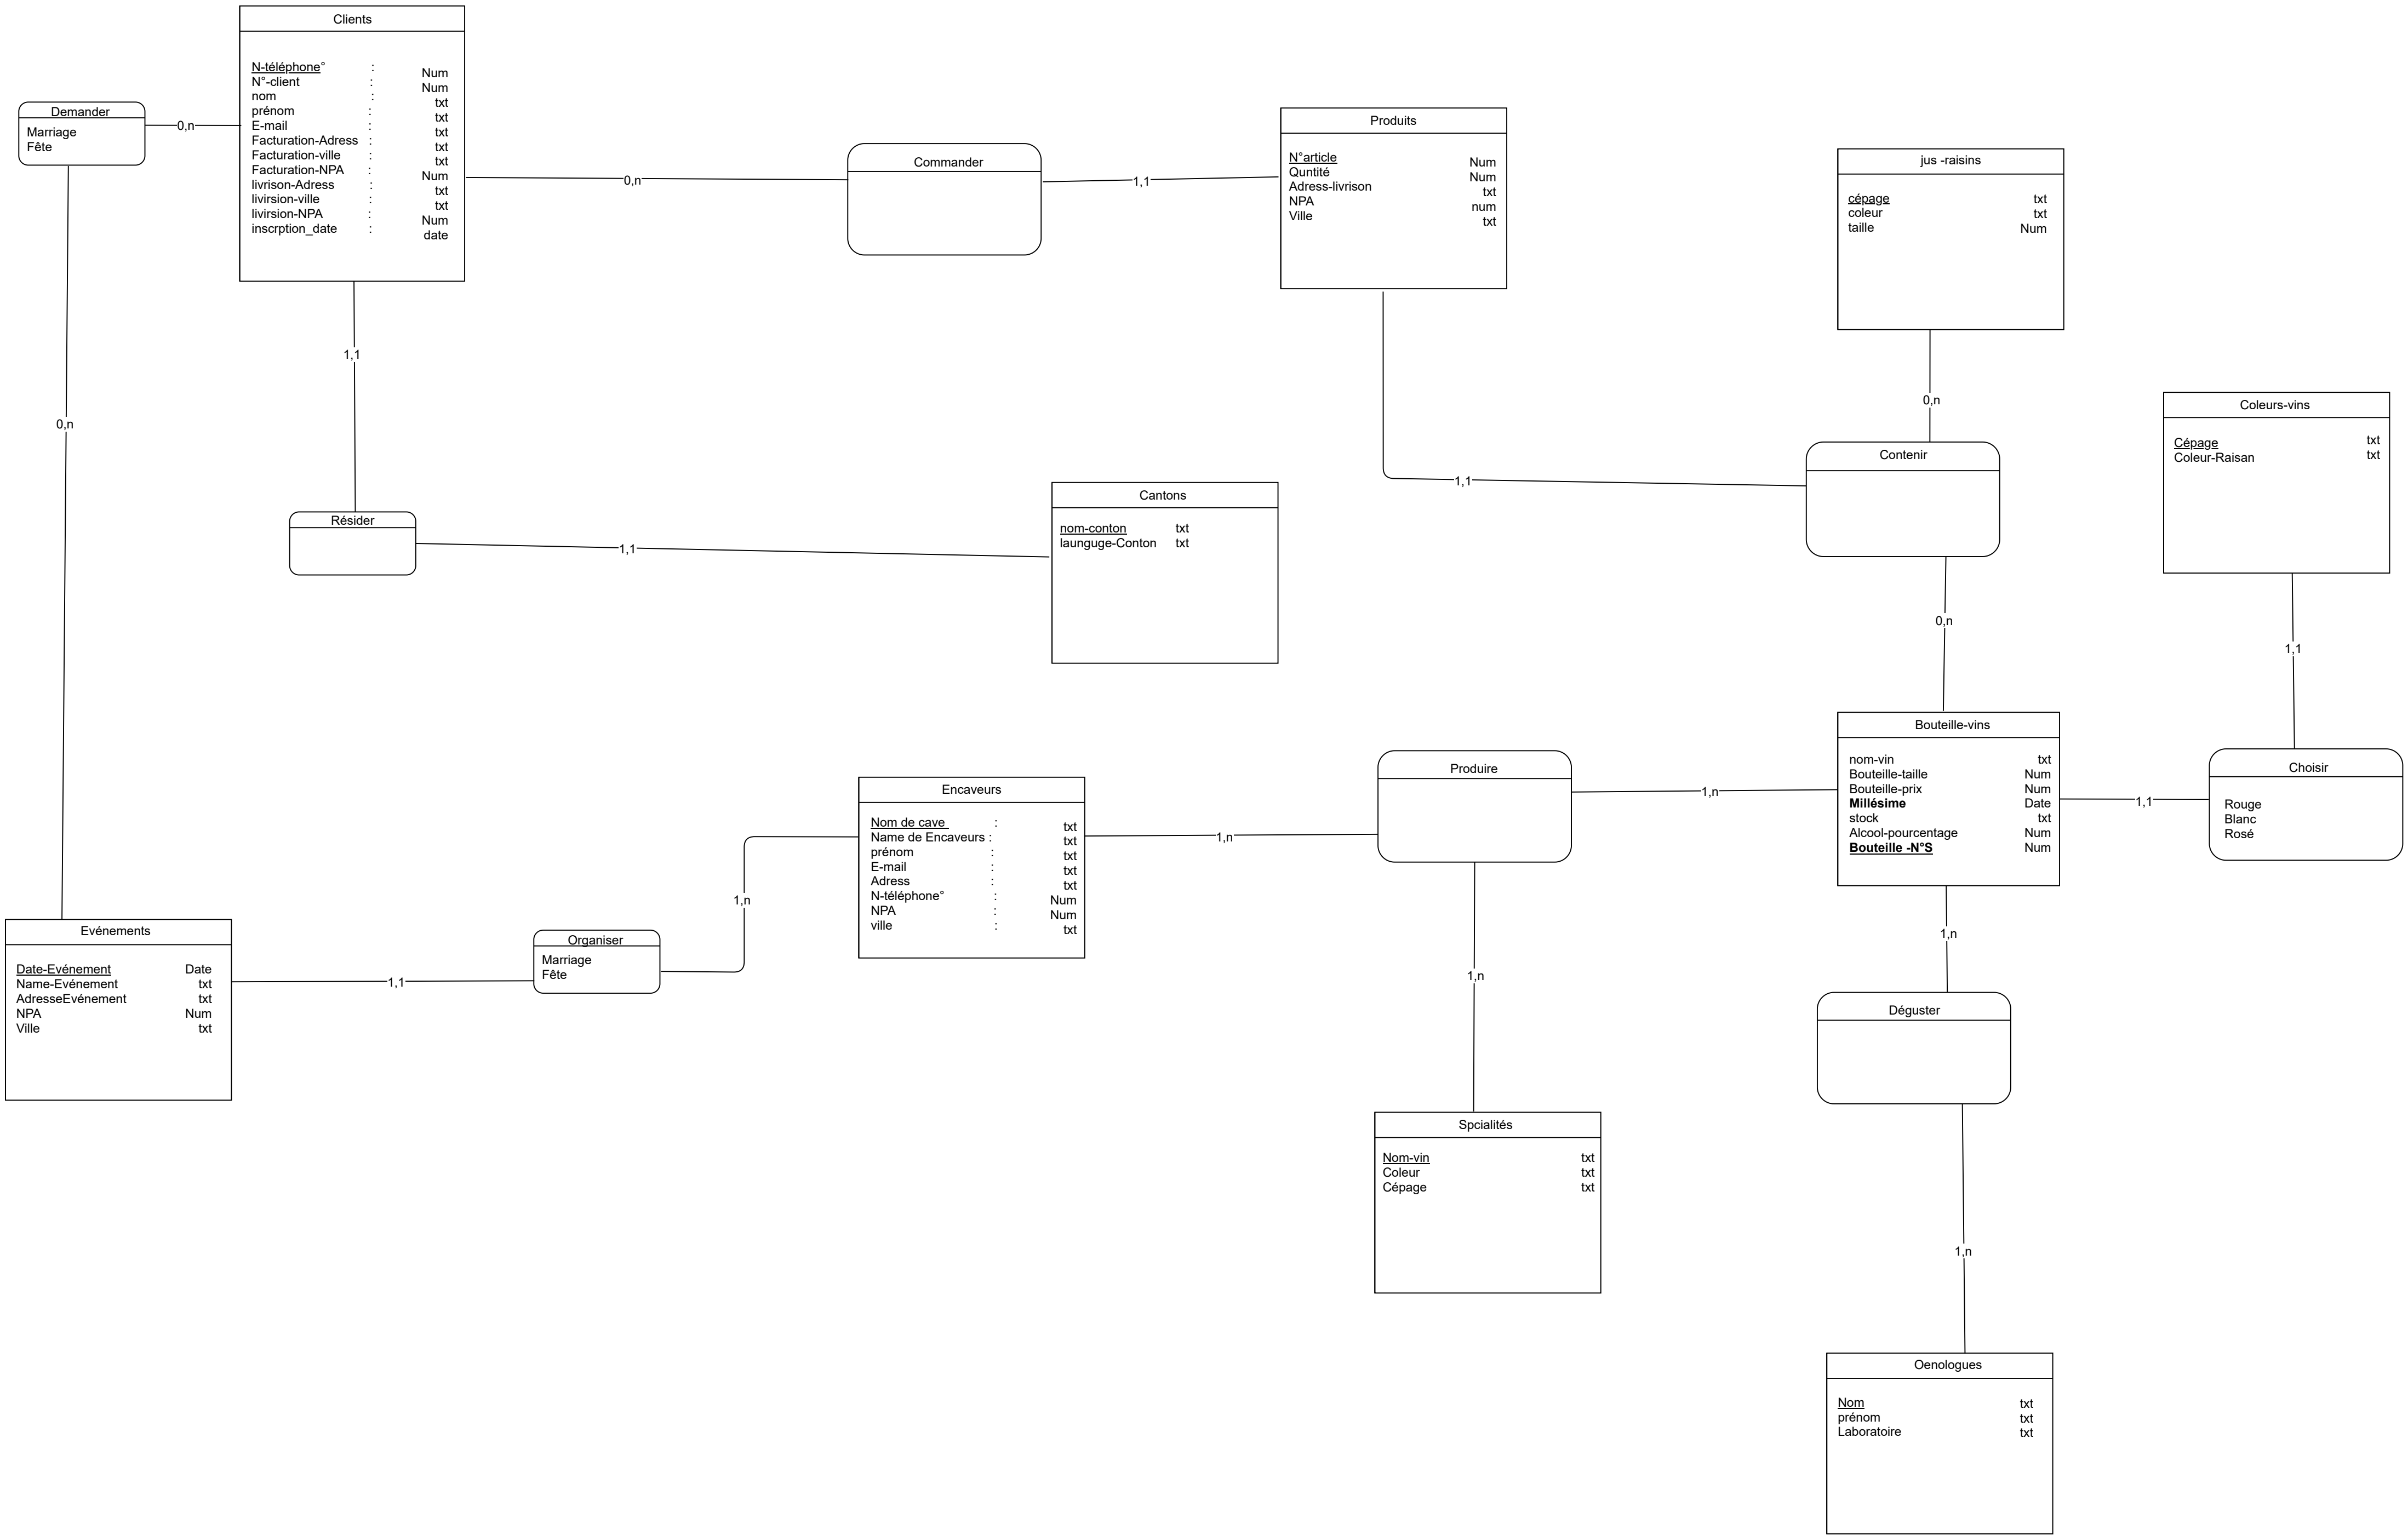 Clients
N-téléphone° : Num
N°-client : Num
nom : txt
prénom : txt
E-mail : txt
Facturation-Adress : txt
Facturation-ville : txt
Facturation-NPA : Num
livrison-Adress : txt
livirsion-ville : txt
livirsion-NPA : Num
inscrption_date : date
Demander
Marriage
Fête
0,n
0,n
Commander
1,1
Produits
N°article Num
Quntité Num
Adress-livrison txt
NPA num
Ville txt
jus -raisins
cépage txt
coleur txt
taille Num
1,1
0,n
0,n
Coleurs-vins
Cépage txt
Coleur-Raisan txt
Contenir
1,1
Résider
1,1
Cantons
nom-conton txt
launguge-Conton txt
0,n
1,1
Bouteille-vins
nom-vin txt
Bouteille-taille Num
Bouteille-prix Num
Millésime Date
stock txt
Alcool-pourcentage Num
Bouteille -N°S Num
1,1
Choisir
Rouge
Blanc
Rosé
Produire
1,n
1,n
Encaveurs
Nom de cave : txt
Name de Encaveurs : txt
prénom : txt
E-mail : txt
Adress : txt
N-téléphone° : Num
NPA : Num
ville : txt
1,n
Evénements
Date-Evénement Date
Name-Evénement txt
AdresseEvénement txt
NPA Num
Ville txt
1,1
Organiser
Marriage
Fête
1,n
1,n
Déguster
Spcialités
Nom-vin txt
Coleur txt
Cépage txt
1,n
Oenologues
Nom txt
prénom txt
Laboratoire txt